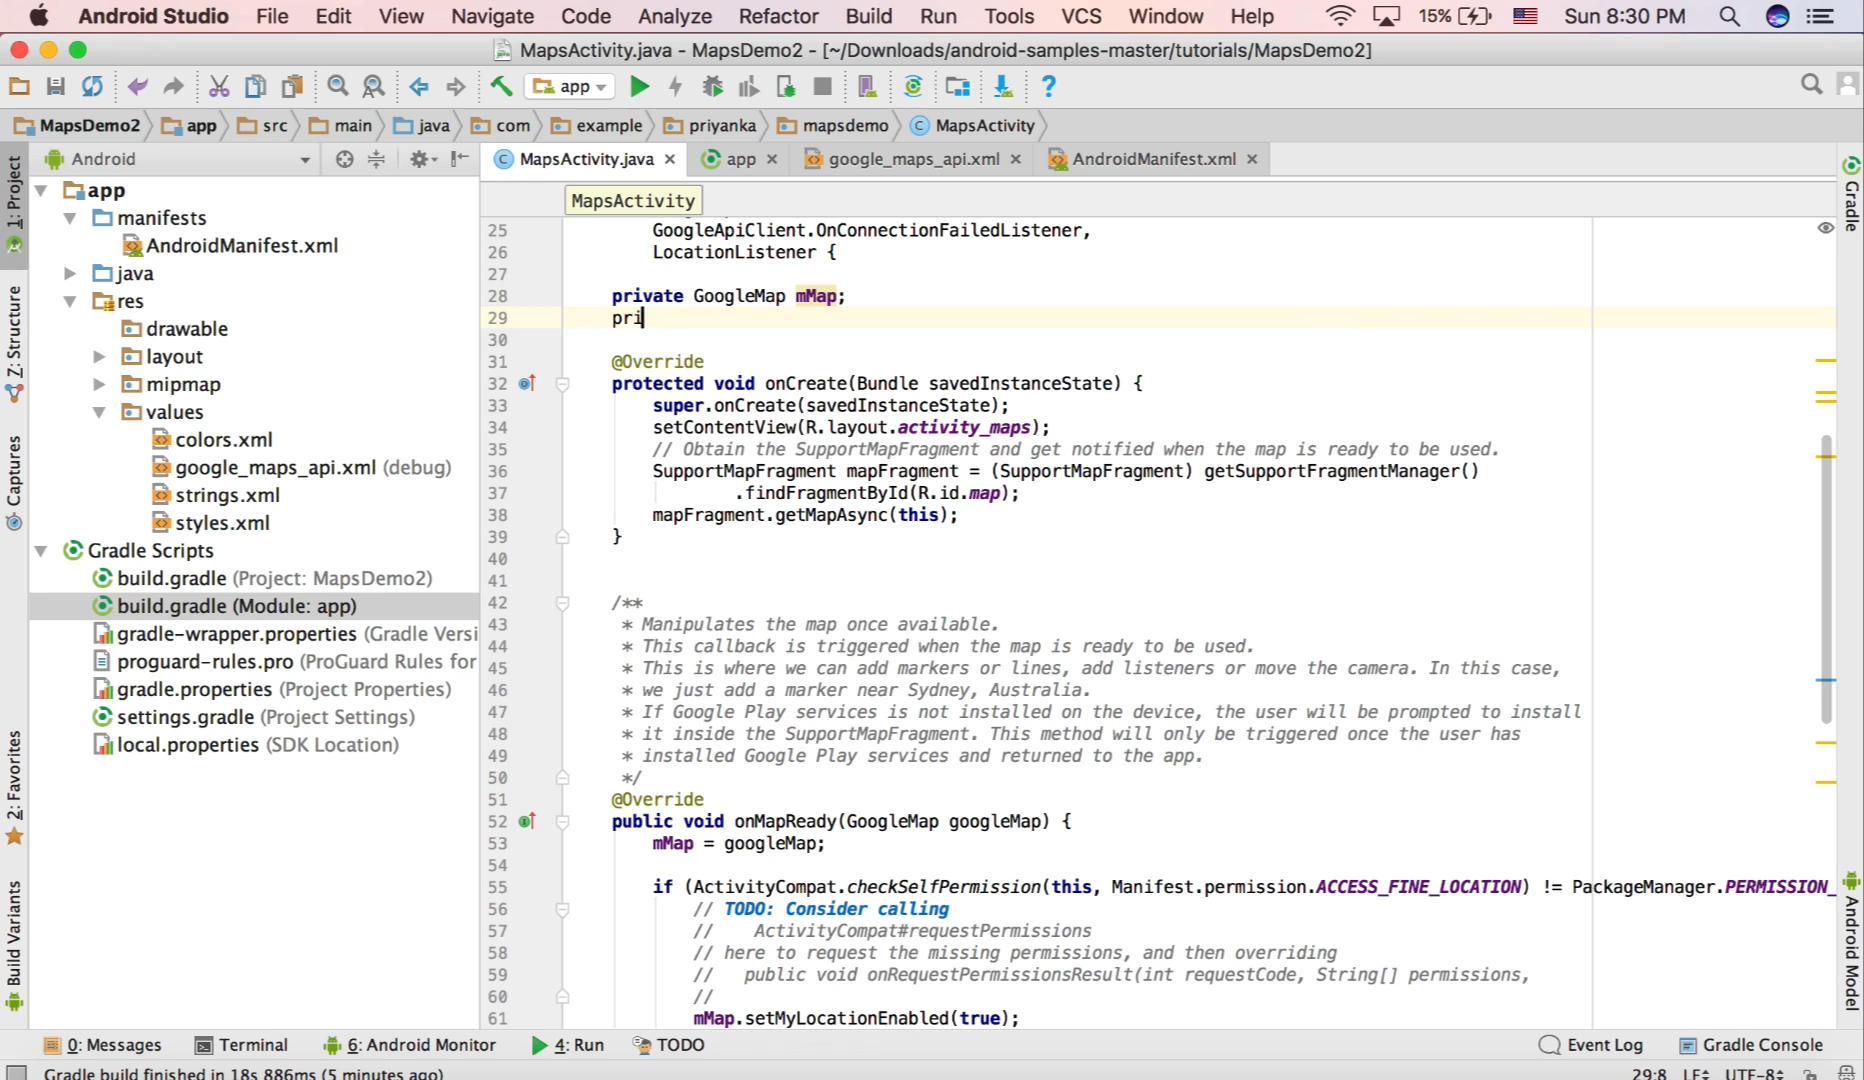 Android Studio File Edit View Navigate Code Analyze Refactor Build Run Tools VCS Window Help 15% Sun 8:30 PM
MapsActivity.java - MapsDemo2 - [~/Downloads/android-samples-master/tutorials/MapsDemo2]
app
MapsDemo2 app src main java com example priyanka mapsdemo MapsActivity
Android
MapsActivity.java app google_maps_api.xml AndroidManifest.xml
MapsActivity
1: Project
Z: Structure
Captures
2: Favorites
Build Variants
app
manifests
AndroidManifest.xml
java
res
drawable
layout
mipmap
values
colors.xml
google_maps_api.xml (debug)
strings.xml
styles.xml
Gradle Scripts
build.gradle (Project: MapsDemo2)
build.gradle (Module: app)
gradle-wrapper.properties (Gradle Versi
proguard-rules.pro (ProGuard Rules for
gradle.properties (Project Properties)
settings.gradle (Project Settings)
local.properties (SDK Location)
25 GoogleApiClient.OnConnectionFailedListener,
26 LocationListener {
27
28 private GoogleMap mMap;
29 pri
30
31 @Override
32 protected void onCreate(Bundle savedInstanceState) {
33 super.onCreate(savedInstanceState);
34 setContentView(R.layout.activity_maps);
35 // Obtain the SupportMapFragment and get notified when the map is ready to be used.
36 SupportMapFragment mapFragment = (SupportMapFragment) getSupportFragmentManager()
37 .findFragmentById(R.id.map);
38 mapFragment.getMapAsync(this);
39 }
40
41
42 /**
43 * Manipulates the map once available.
44 * This callback is triggered when the map is ready to be used.
45 * This is where we can add markers or lines, add listeners or move the camera. In this case,
46 * we just add a marker near Sydney, Australia.
47 * If Google Play services is not installed on the device, the user will be prompted to install
48 * it inside the SupportMapFragment. This method will only be triggered once the user has
49 * installed Google Play services and returned to the app.
50 */
51 @Override
52 public void onMapReady(GoogleMap googleMap) {
53 mMap = googleMap;
54
55 if (ActivityCompat.checkSelfPermission(this, Manifest.permission.ACCESS_FINE_LOCATION) != PackageManager.PERMISSION_
56 // TODO: Consider calling
57 // ActivityCompat#requestPermissions
58 // here to request the missing permissions, and then overriding
59 // public void onRequestPermissionsResult(int requestCode, String[] permissions,
60 //
61 mMap.setMyLocationEnabled(true);
Gradle
Android Model
0: Messages Terminal 6: Android Monitor 4: Run TODO Event Log Gradle Console
Gradle build finished in 18s 886ms (5 minutes ago) 29:8 LF UTF-8